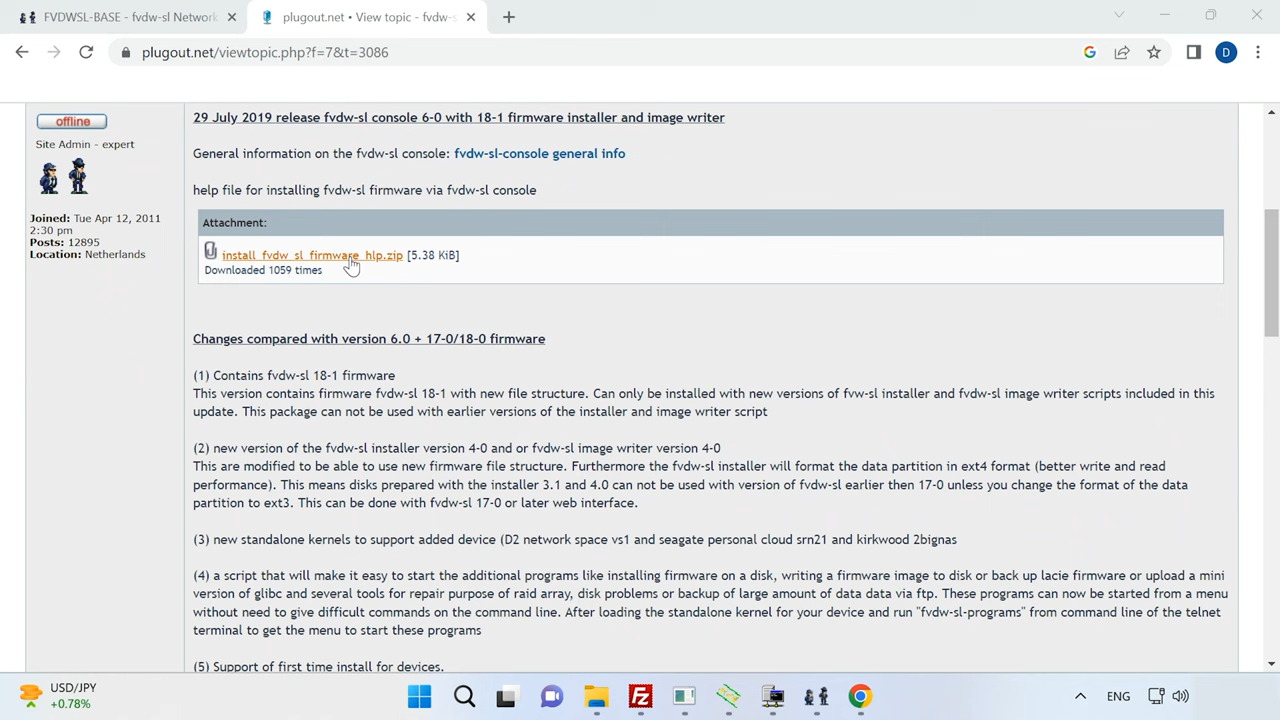 FVDWSL-BASE - fvdw-sl Network
plugout.net • View topic - fvdw-s
plugout.net/viewtopic.php?f=7&t=3086
D
offline
Site Admin - expert
Joined: Tue Apr 12, 2011
2:30 pm
Posts: 12895
Location: Netherlands
29 July 2019 release fvdw-sl console 6-0 with 18-1 firmware installer and image writer
General information on the fvdw-sl console: fvdw-sl-console general info
help file for installing fvdw-sl firmware via fvdw-sl console
Attachment:
install_fvdw_sl_firmware_hlp.zip [5.38 KiB]
Downloaded 1059 times
Changes compared with version 6.0 + 17-0/18-0 firmware
(1) Contains fvdw-sl 18-1 firmware
This version contains firmware fvdw-sl 18-1 with new file structure. Can only be installed with new versions of fvw-sl installer and fvdw-sl image writer scripts included in this
update. This package can not be used with earlier versions of the installer and image writer script
(2) new version of the fvdw-sl installer version 4-0 and or fvdw-sl image writer version 4-0
This are modified to be able to use new firmware file structure. Furthermore the fvdw-sl installer will format the data partition in ext4 format (better write and read
performance). This means disks prepared with the installer 3.1 and 4.0 can not be used with version of fvdw-sl earlier then 17-0 unless you change the format of the data
partition to ext3. This can be done with fvdw-sl 17-0 or later web interface.
(3) new standalone kernels to support added device (D2 network space vs1 and seagate personal cloud srn21 and kirkwood 2bignas
(4) a script that will make it easy to start the additional programs like installing firmware on a disk, writing a firmware image to disk or back up lacie firmware or upload a mini
version of glibc and several tools for repair purpose of raid array, disk problems or backup of large amount of data data via ftp. These programs can now be started from a menu
without need to give difficult commands on the command line. After loading the standalone kernel for your device and run "fvdw-sl-programs" from command line of the telnet
terminal to get the menu to start these programs
(5) Support of first time install for devices.
USD/JPY
+0.78%
ENG